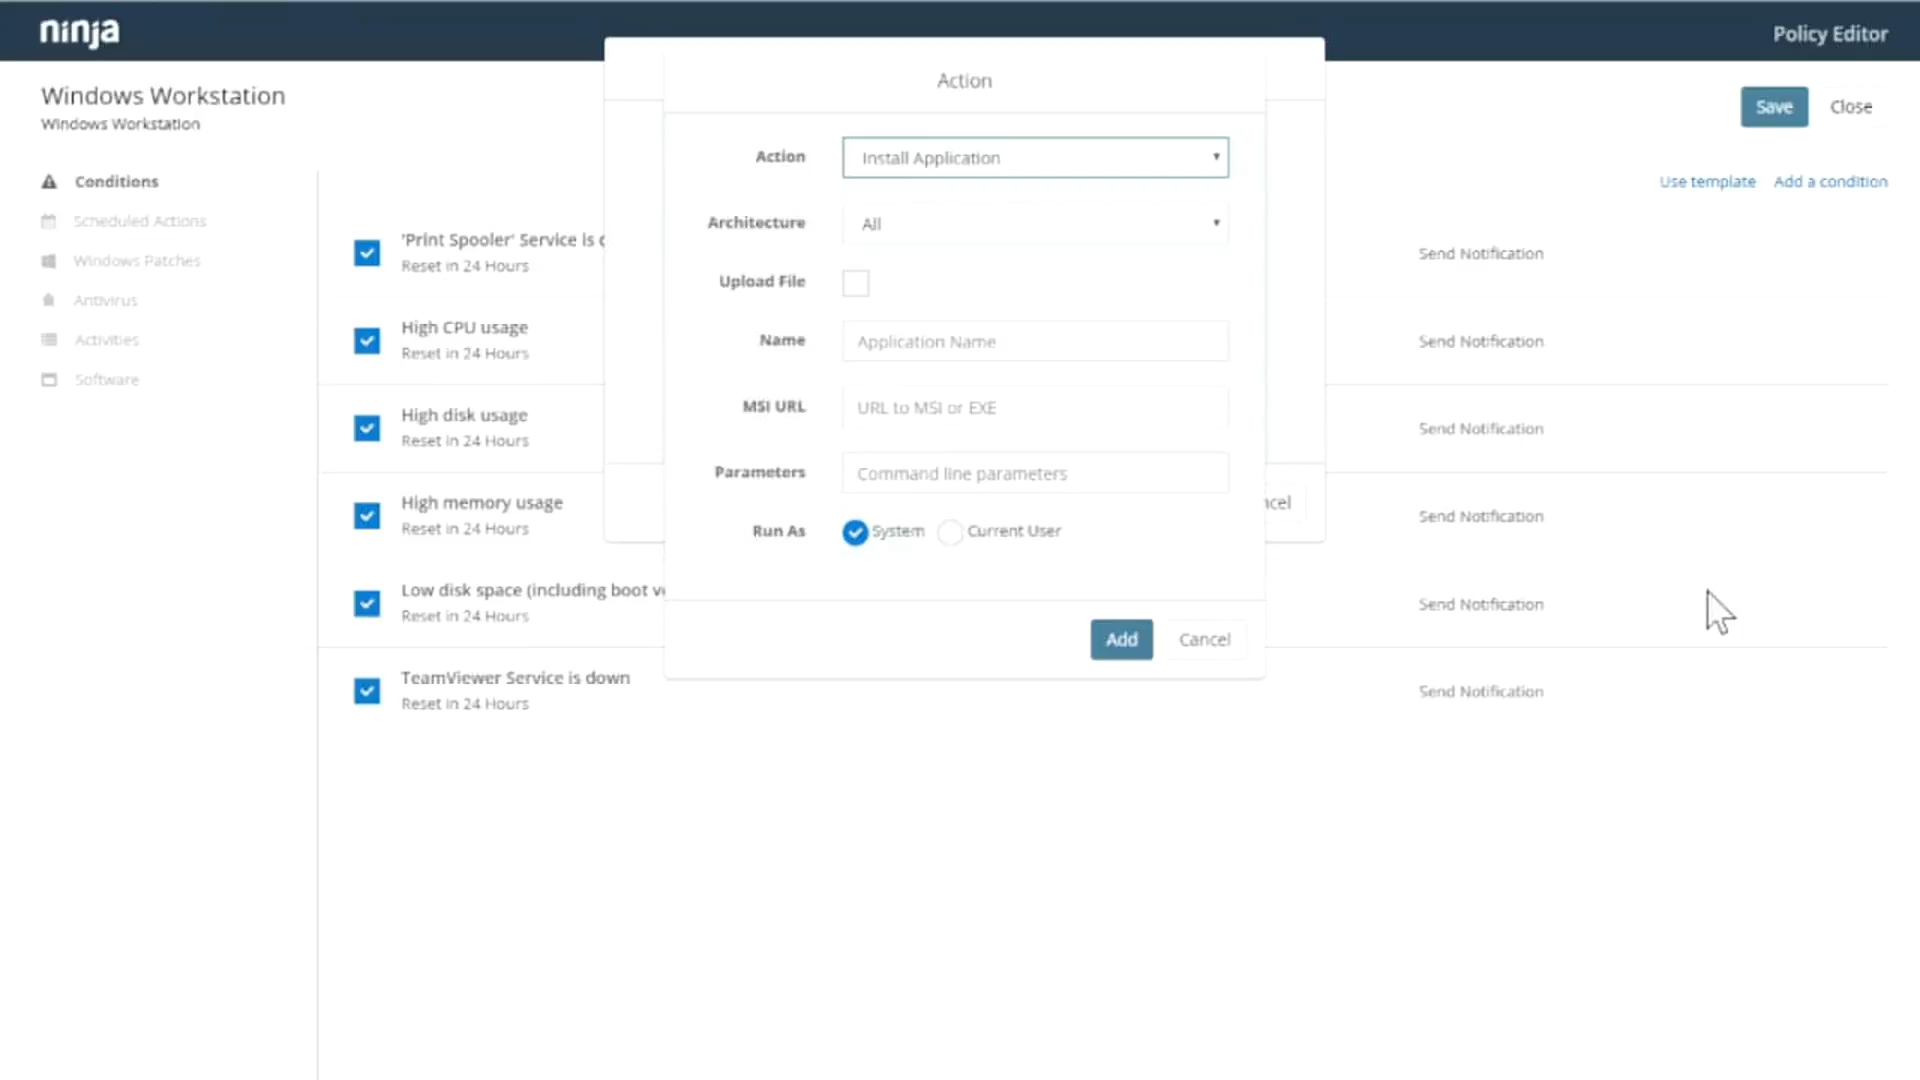 ninja
Policy Editor
Windows Workstation
Windows Workstation
Save
Close
Use template
Add a condition
Conditions
Scheduled Actions
Windows Patches
Antivirus
Activities
Software
'Print Spooler' Service is
Reset in 24 Hours
Send Notification
High CPU usage
Reset in 24 Hours
Send Notification
High disk usage
Reset in 24 Hours
Send Notification
High memory usage
Reset in 24 Hours
Send Notification
Low disk space (including boot
Reset in 24 Hours
Send Notification
TeamViewer Service is down
Reset in 24 Hours
Send Notification
Action
Action
Install Application
Architecture
All
Upload File
Name
Application Name
MSI URL
URL to MSI or EXE
Parameters
Command line parameters
Run As
System
Current User
Add
Cancel